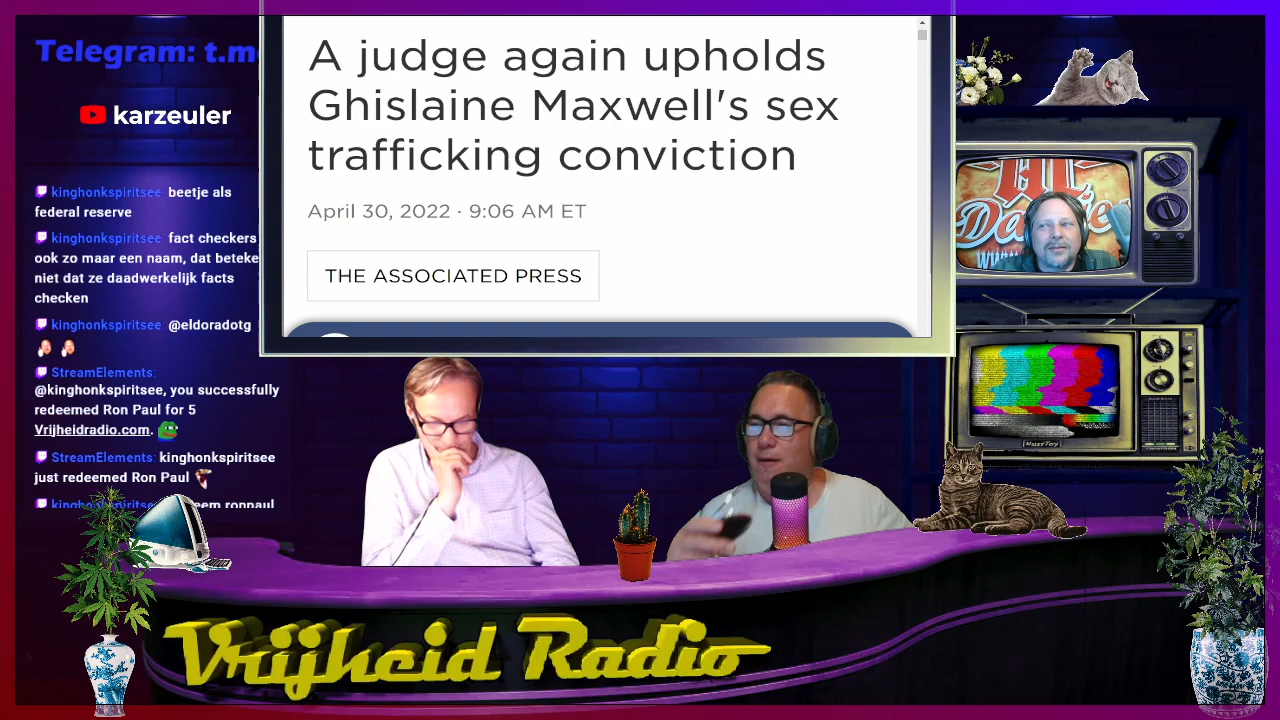 Telegram: t.m
karzeuler
kinghonkspiritsee: beetje als
federal reserve
kinghonkspiritsee: fact checkers
ook zo maar een naam, dat beteke
niet dat ze daadwerkelijk facts
checken
kinghonkspiritsee: @eldoradotg
StreamElements:
@kinghonkspiritsee, you successfully
redeemed Ron Paul for 5
Vrijheidradio.com.
StreamElements: kinghonkspiritsee
just redeemed Ron Paul
A judge again upholds
Ghislaine Maxwell's sex
trafficking conviction
April 30, 2022 · 9:06 AM ET
THE ASSOCIATED PRESS
Vrijheid Radio